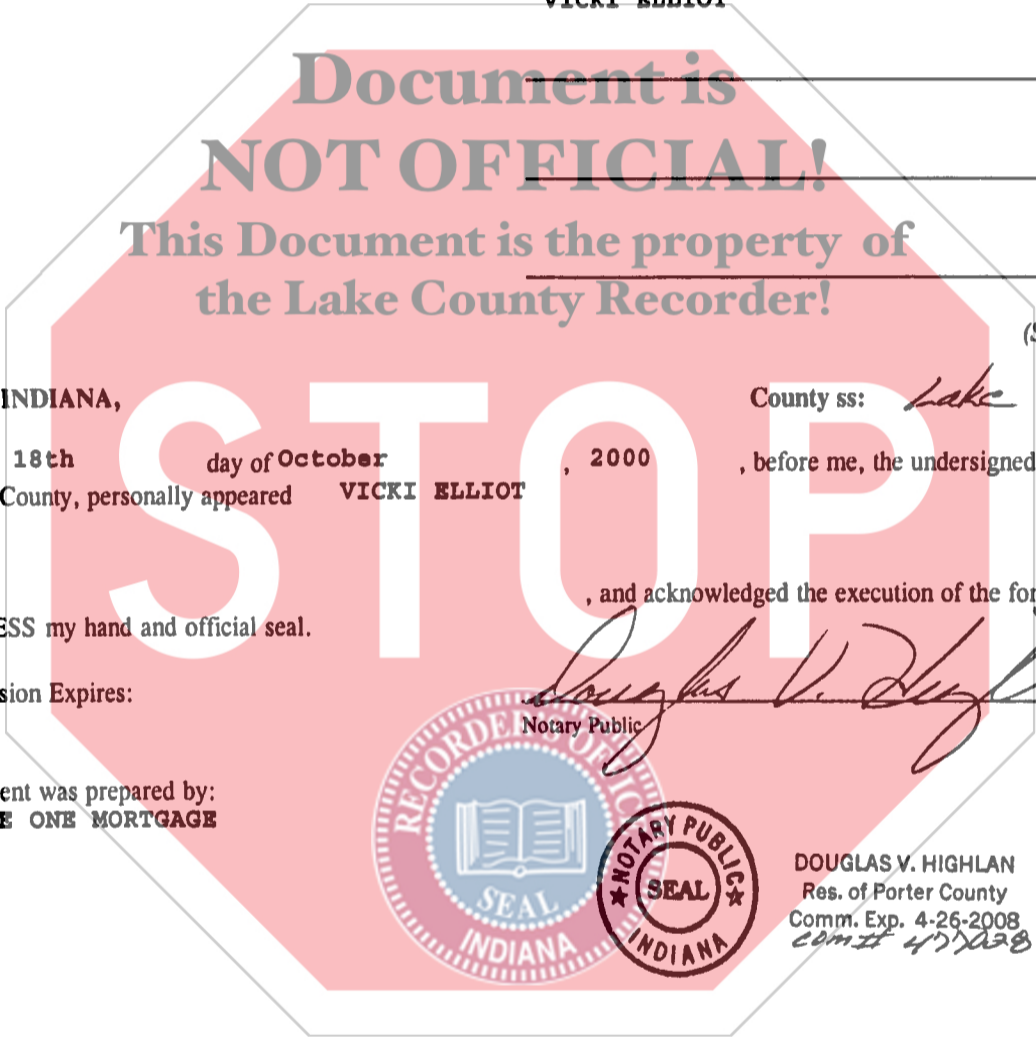 VICKI ELLIOT
Document is
NOT OFFICIAL!
This Document is the property of
the Lake County Recorder!
(S
INDIANA, County ss: Lake
18th day of October , 2000 , before me, the undersigned
County, personally appeared VICKI ELLIOT
STOP
, and acknowledged the execution of the for
ESS my hand and official seal.
sion Expires:
Douglas V.
Notary Public
RECORDER'S OFFICE
SEAL
INDIANA
ent was prepared by:
E ONE MORTGAGE
NOTARY PUBLIC
SEAL
INDIANA
DOUGLAS V. HIGHLAN
Res. of Porter County
Comm. Exp. 4-26-2008
com# 477028